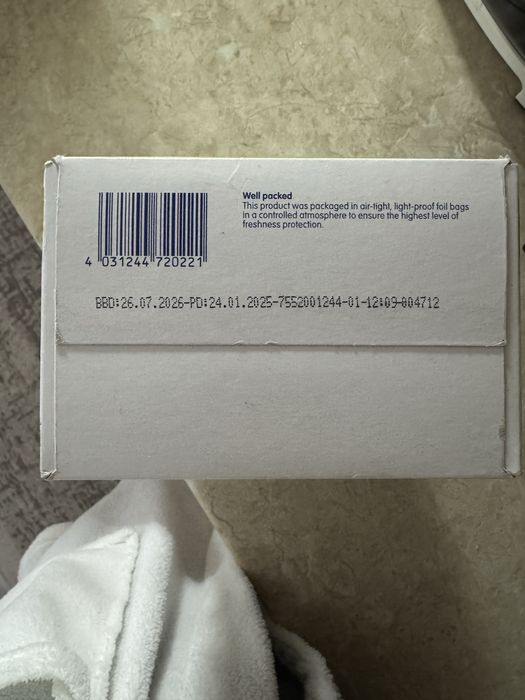 Well packed
This product was packaged in air-tight, light-proof foil bags
in a controlled atmosphere to ensure the highest level of
freshness protection.
4 031244 720221
BBD:26.07.2026-PD:24.01.2025-7552001244-01-12:09-004712